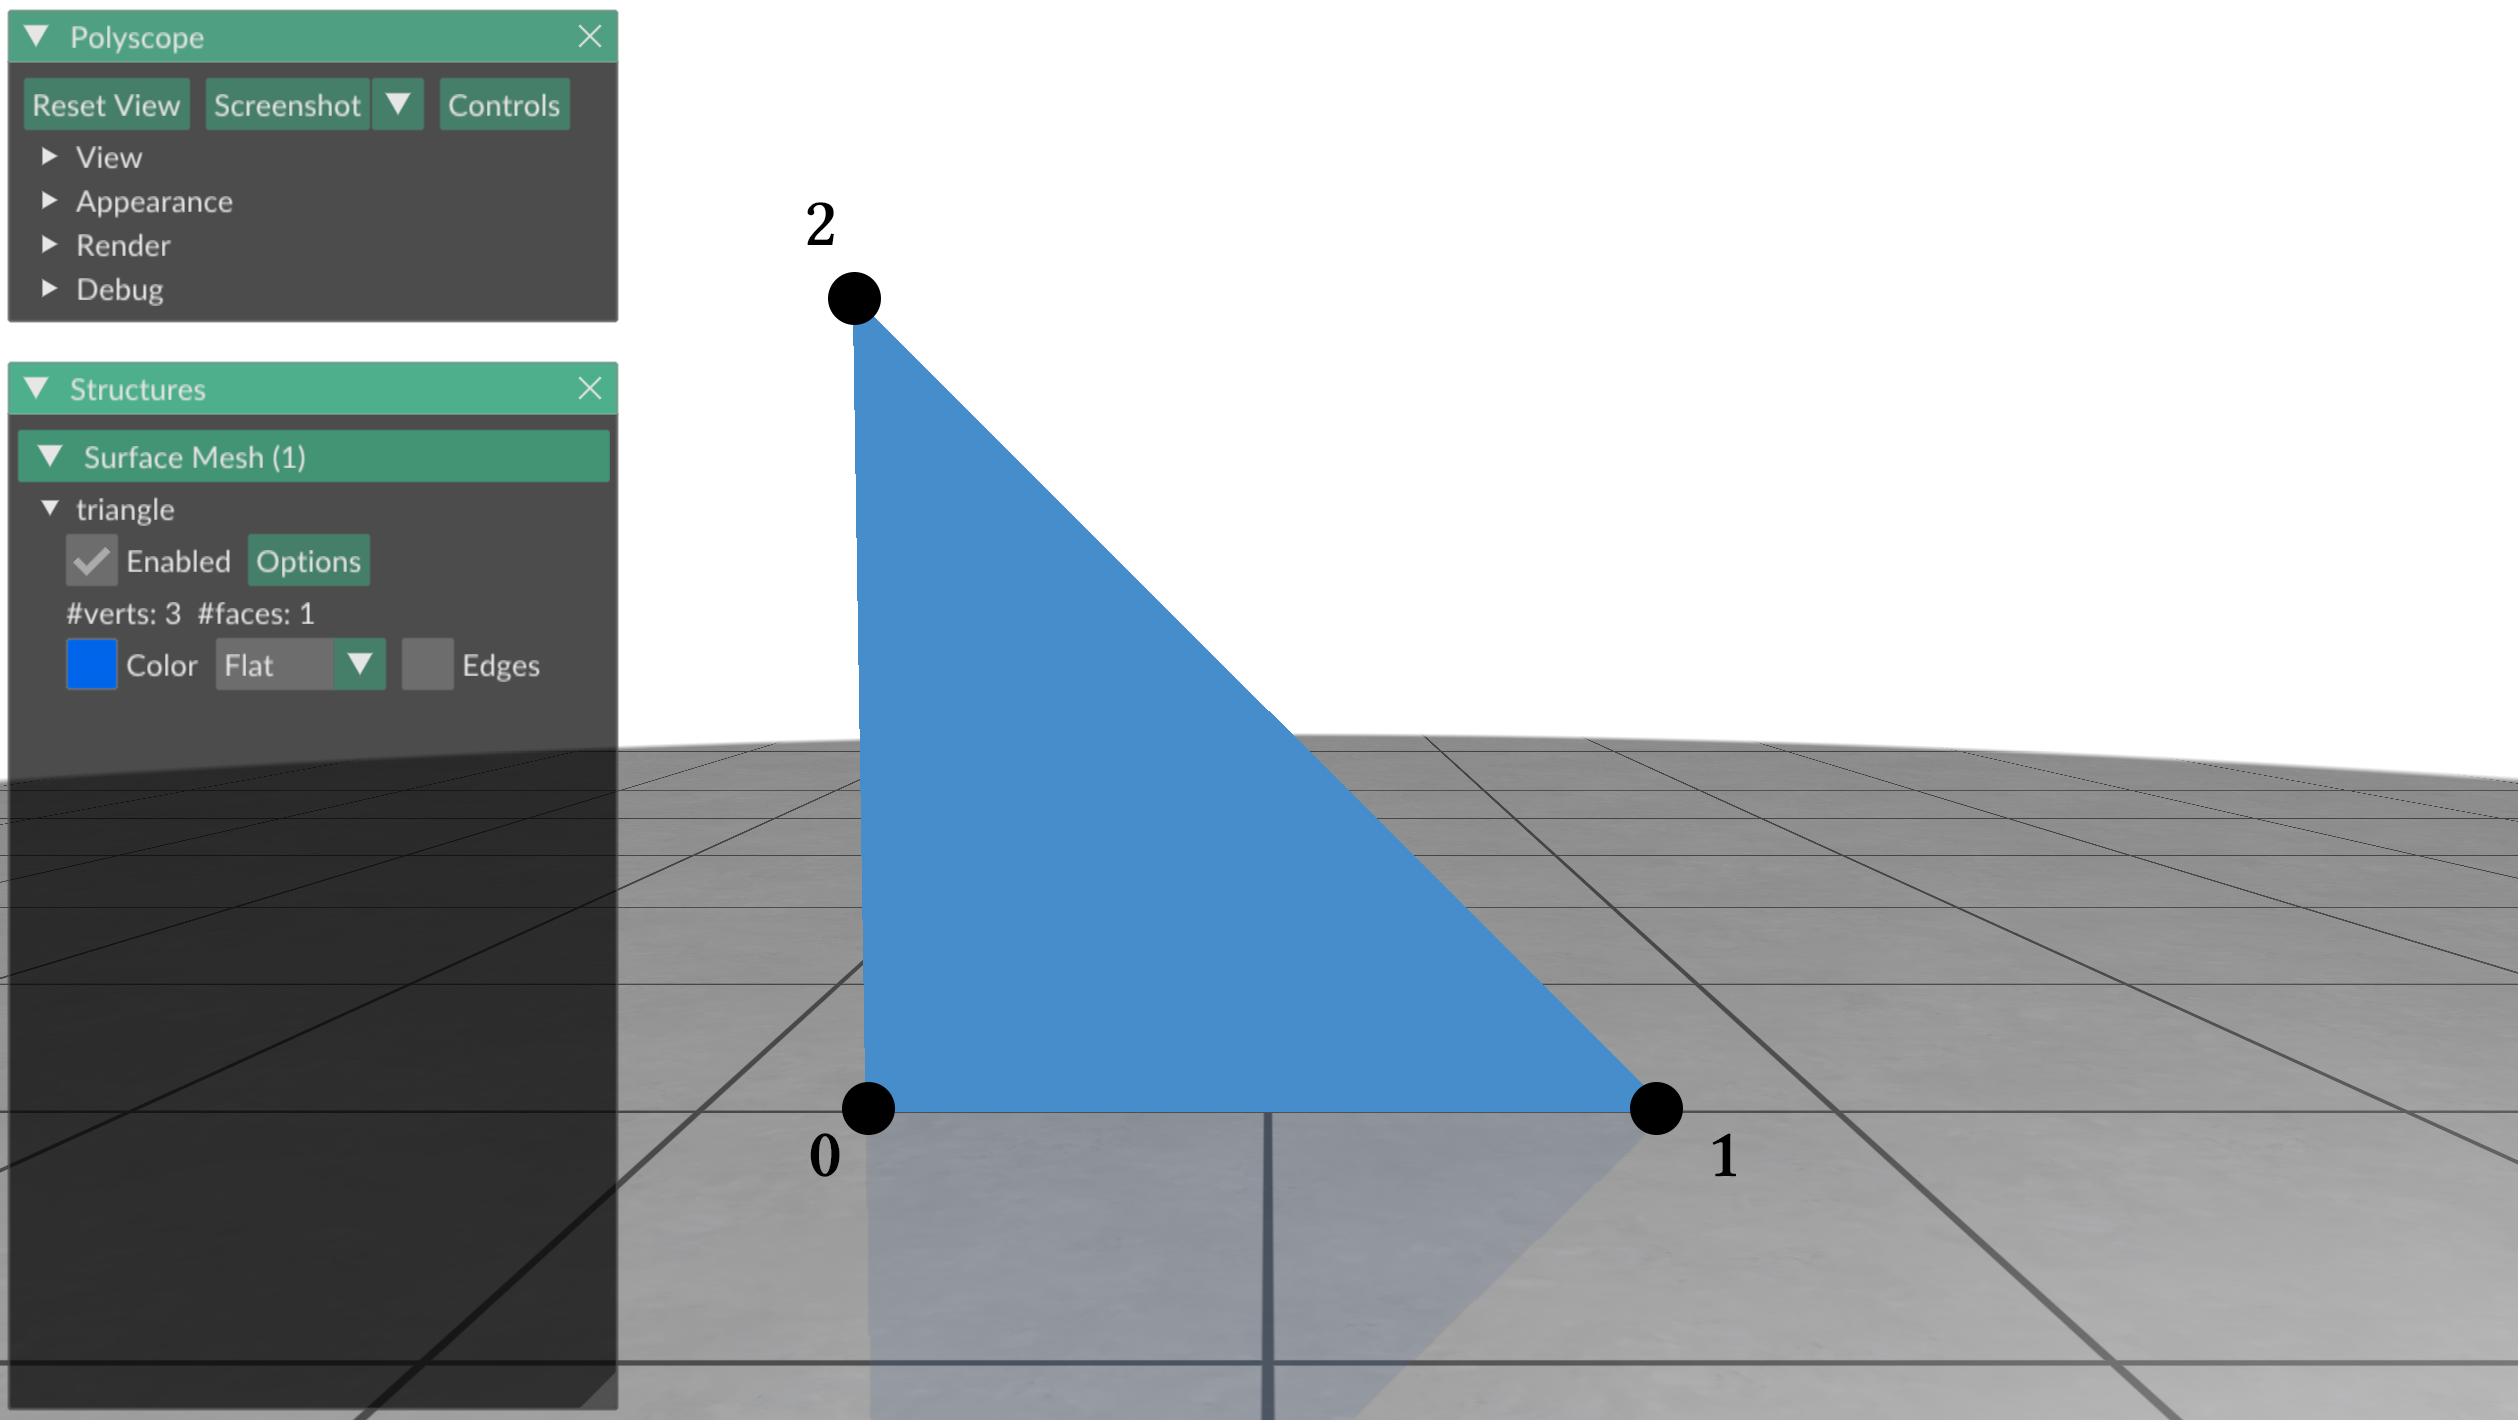 Polyscope
Reset View Screenshot Controls
View
Appearance
Render
Debug
Structures
Surface Mesh (1)
triangle
Enabled Options
#verts: 3 #faces: 1
Color Flat Edges
2
0
1